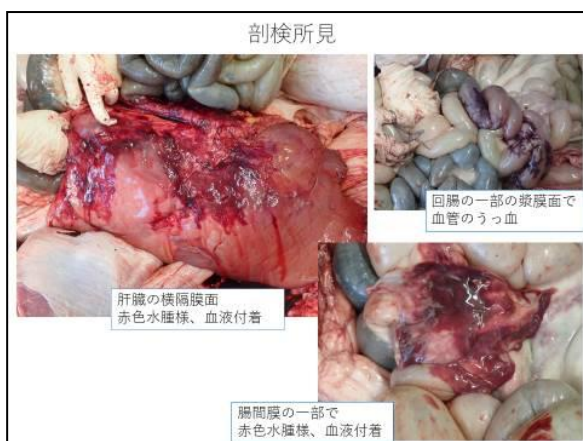 剖検所見
回腸の一部の漿膜面で
血管のうっ血
肝臓の横隔膜面
赤色水腫様、血液付着
腸間膜の一部で
赤色水腫様、血液付着